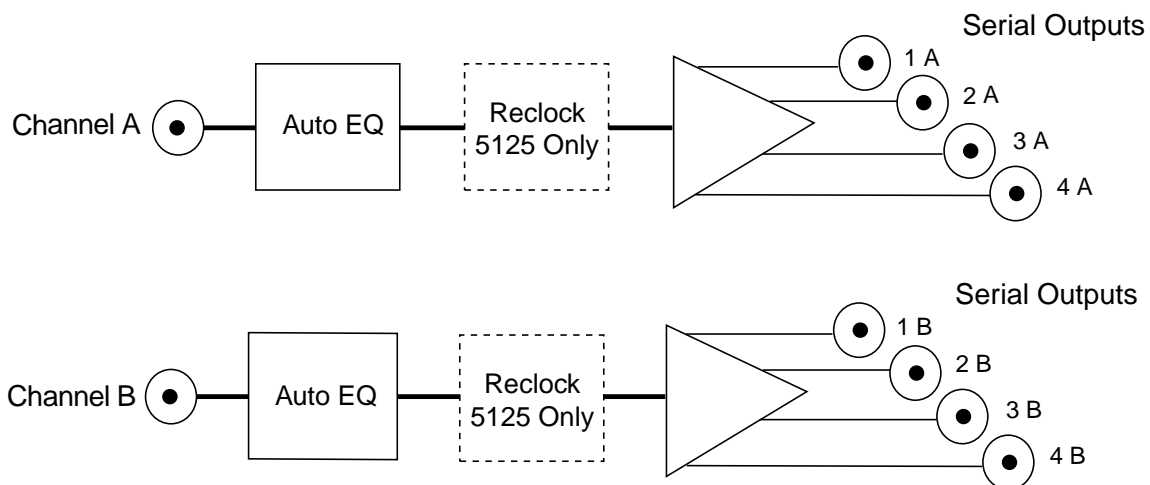 Serial Outputs
1 A
2 A
3 A
4 A
Channel A
Auto EQ
Reclock
5125 Only
Serial Outputs
1 B
2 B
3 B
4 B
Channel B
Auto EQ
Reclock
5125 Only